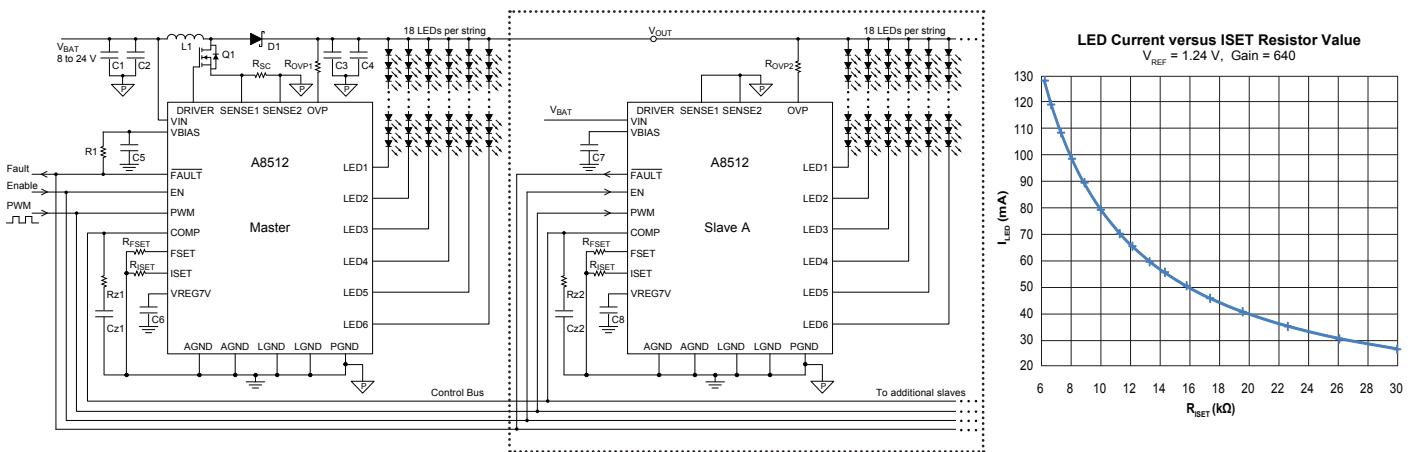 18 LEDs per string
VOUT
18 LEDs per string
VBAT
8 to 24 V
C1
C2
L1
Q1
D1
RSC
ROVP1
C3
C4
P
P
P
DRIVER
SENSE1
SENSE2
OVP
VIN
VBIAS
R1
C5
A8512
Master
Fault
Enable
PWM
FAULT
EN
PWM
COMP
FSET
ISET
VREG7V
RFSET
RISET
Rz1
Cz1
C6
LED1
LED2
LED3
LED4
LED5
LED6
AGND
AGND
LGND
LGND
PGND
P
Control Bus
ROVP2
P
DRIVER
SENSE1
SENSE2
OVP
VBAT
VIN
VBIAS
C7
A8512
Slave A
FAULT
EN
PWM
COMP
FSET
ISET
VREG7V
RFSET
RISET
Rz2
Cz2
C8
LED1
LED2
LED3
LED4
LED5
LED6
AGND
AGND
LGND
LGND
PGND
P
To additional slaves
LED Current versus ISET Resistor Value
VREF = 1.24 V, Gain = 640
ILED (mA)
130
120
110
100
90
80
70
60
50
40
30
20
6 8 10 12 14 16 18 20 22 24 26 28 30
RISET (kΩ)